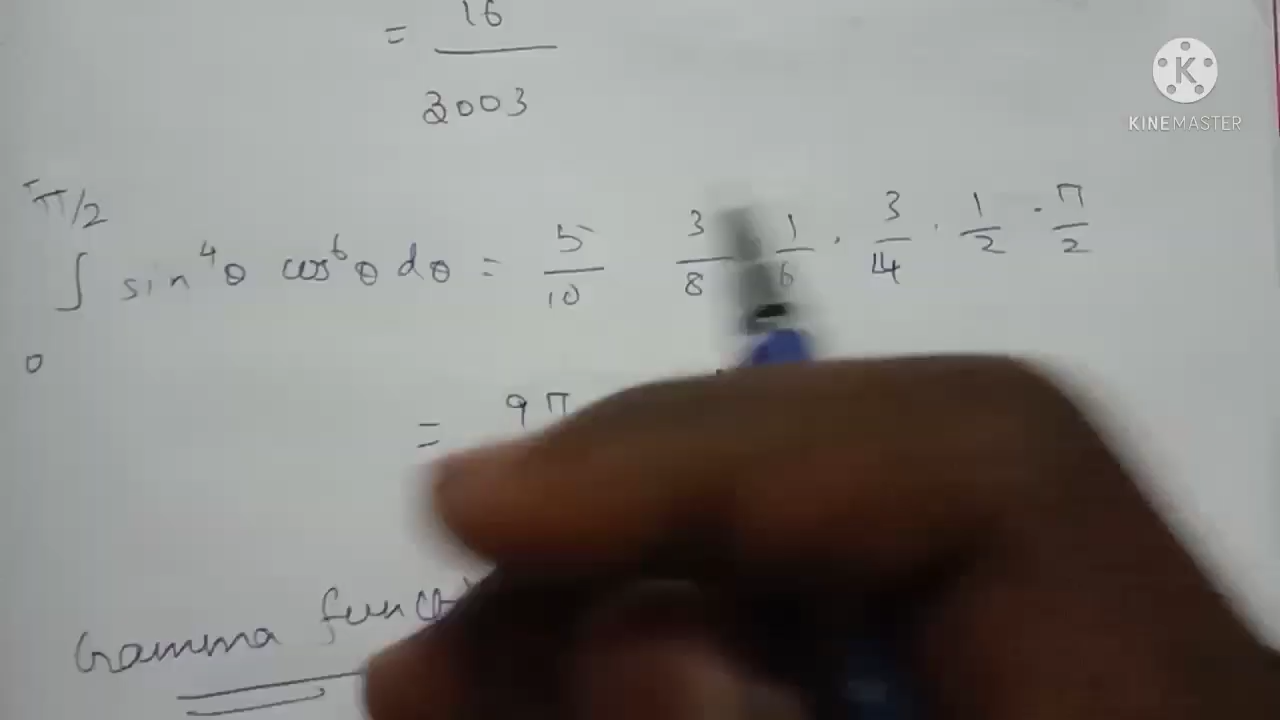 = 16/3003
KINEMASTER
∫₀^π/2 sin⁴θ cos⁶θ dθ = 5/10 3/8 1/6 · 3/4 · 1/2 · π/2
= 9π
Gamma